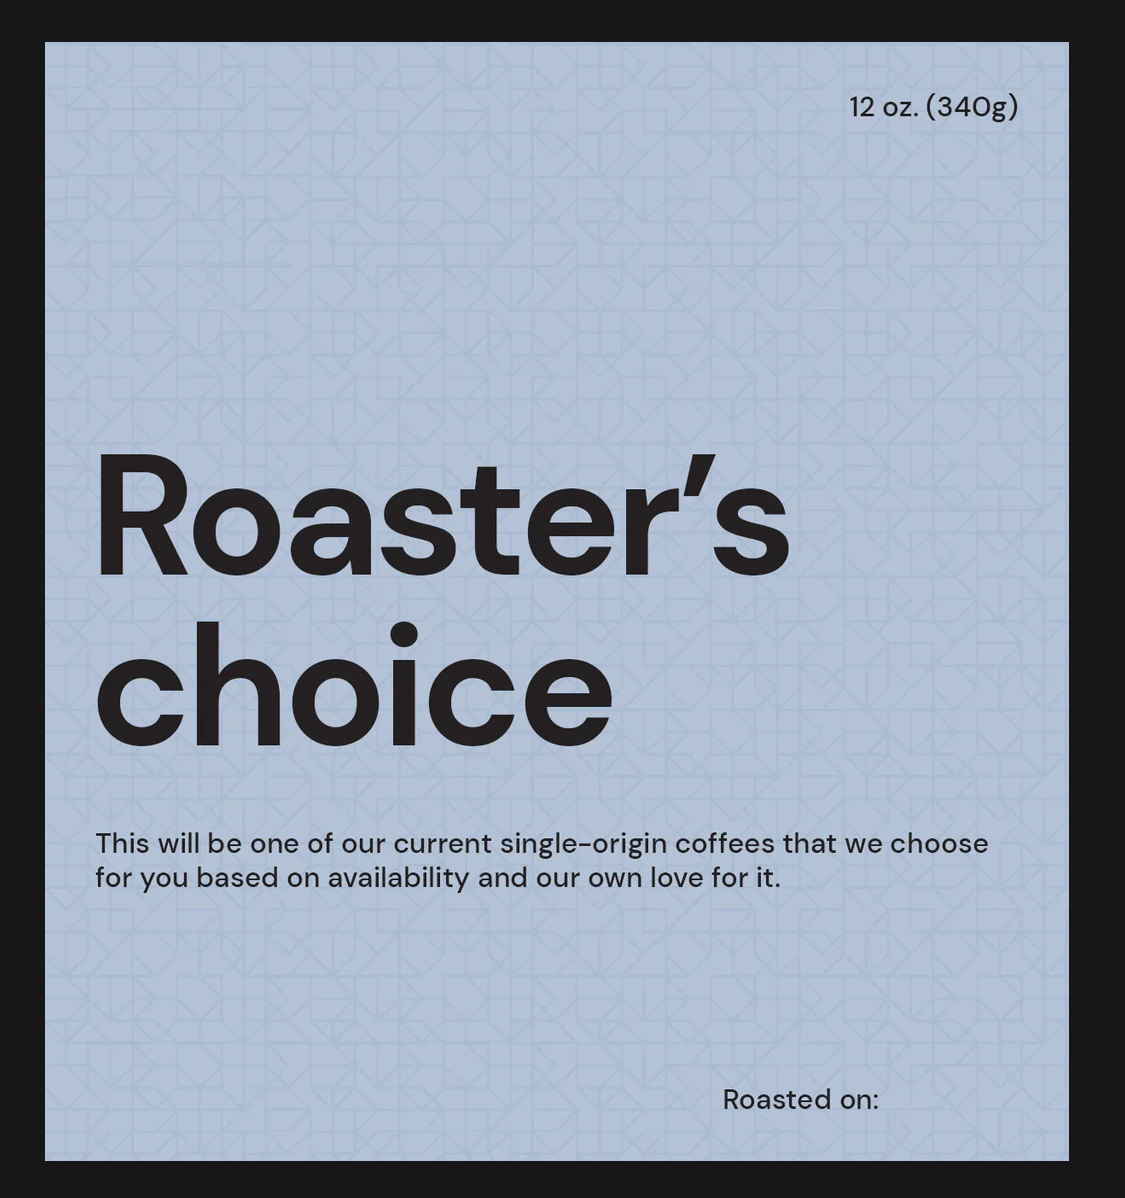 12 oz. (340g)
Roaster’s
choice
This will be one of our current single-origin coffees that we choose
for you based on availability and our own love for it.
Roasted on: